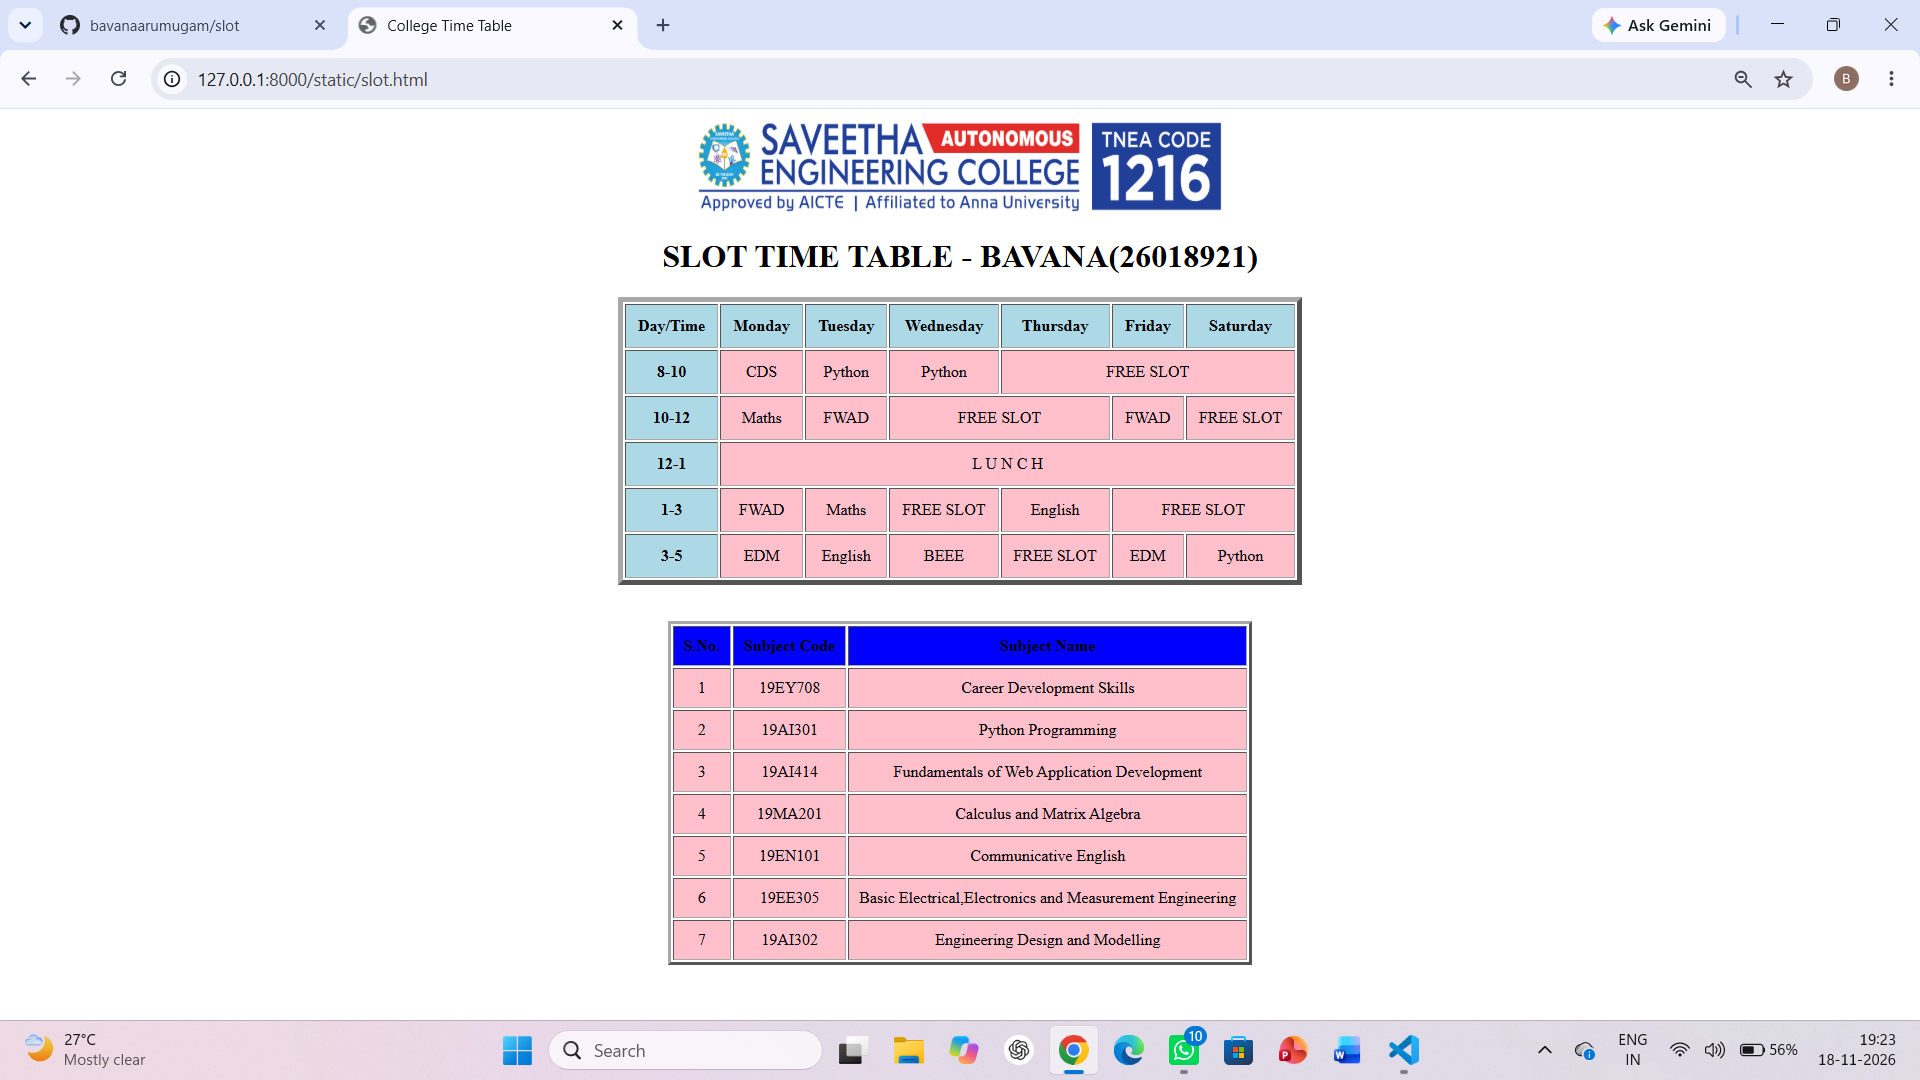 bavanaarumugam/slot
College Time Table
Ask Gemini
127.0.0.1:8000/static/slot.html
B
SAVEETHA AUTONOMOUS
ENGINEERING COLLEGE
Approved by AICTE | Affiliated to Anna University
TNEA CODE
1216
SLOT TIME TABLE - BAVANA(26018921)
Day/Time Monday Tuesday Wednesday Thursday Friday Saturday
8-10 CDS Python Python FREE SLOT
10-12 Maths FWAD FREE SLOT FWAD FREE SLOT
12-1 L U N C H
1-3 FWAD Maths FREE SLOT English FREE SLOT
3-5 EDM English BEEE FREE SLOT EDM Python
S.No. Subject Code Subject Name
1 19EY708 Career Development Skills
2 19AI301 Python Programming
3 19AI414 Fundamentals of Web Application Development
4 19MA201 Calculus and Matrix Algebra
5 19EN101 Communicative English
6 19EE305 Basic Electrical,Electronics and Measurement Engineering
7 19AI302 Engineering Design and Modelling
27°C
Mostly clear
Search
10
ENG
IN
56%
19:23
18-11-2026